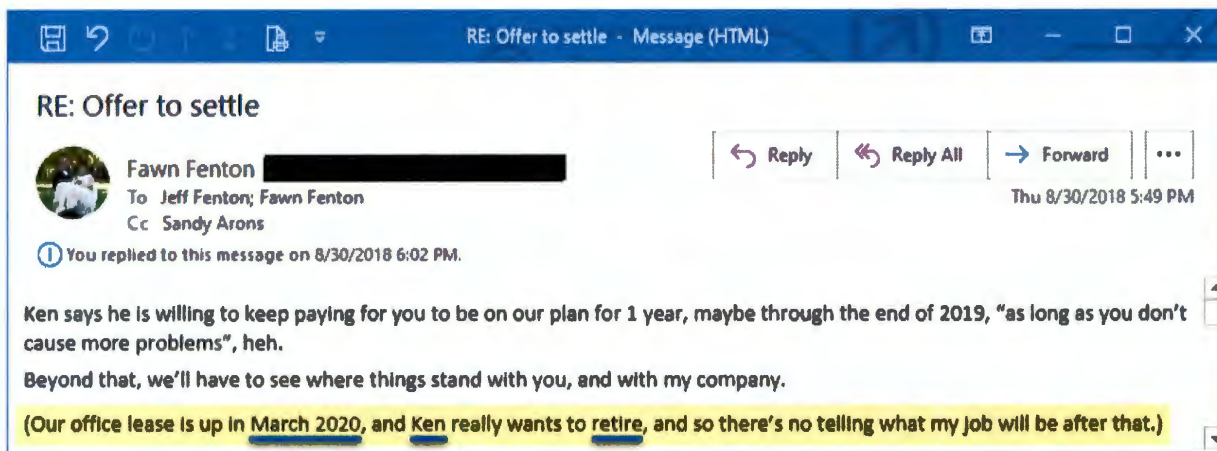 RE: Offer to settle - Message (HTML)
RE: Offer to settle
Fawn Fenton
Reply
Reply All
Forward
To Jeff Fenton; Fawn Fenton
Thu 8/30/2018 5:49 PM
Cc Sandy Arons
You replied to this message on 8/30/2018 6:02 PM.
Ken says he is willing to keep paying for you to be on our plan for 1 year, maybe through the end of 2019, “as long as you don’t
cause more problems”, heh.
Beyond that, we’ll have to see where things stand with you, and with my company.
(Our office lease is up in March 2020, and Ken really wants to retire, and so there’s no telling what my job will be after that.)